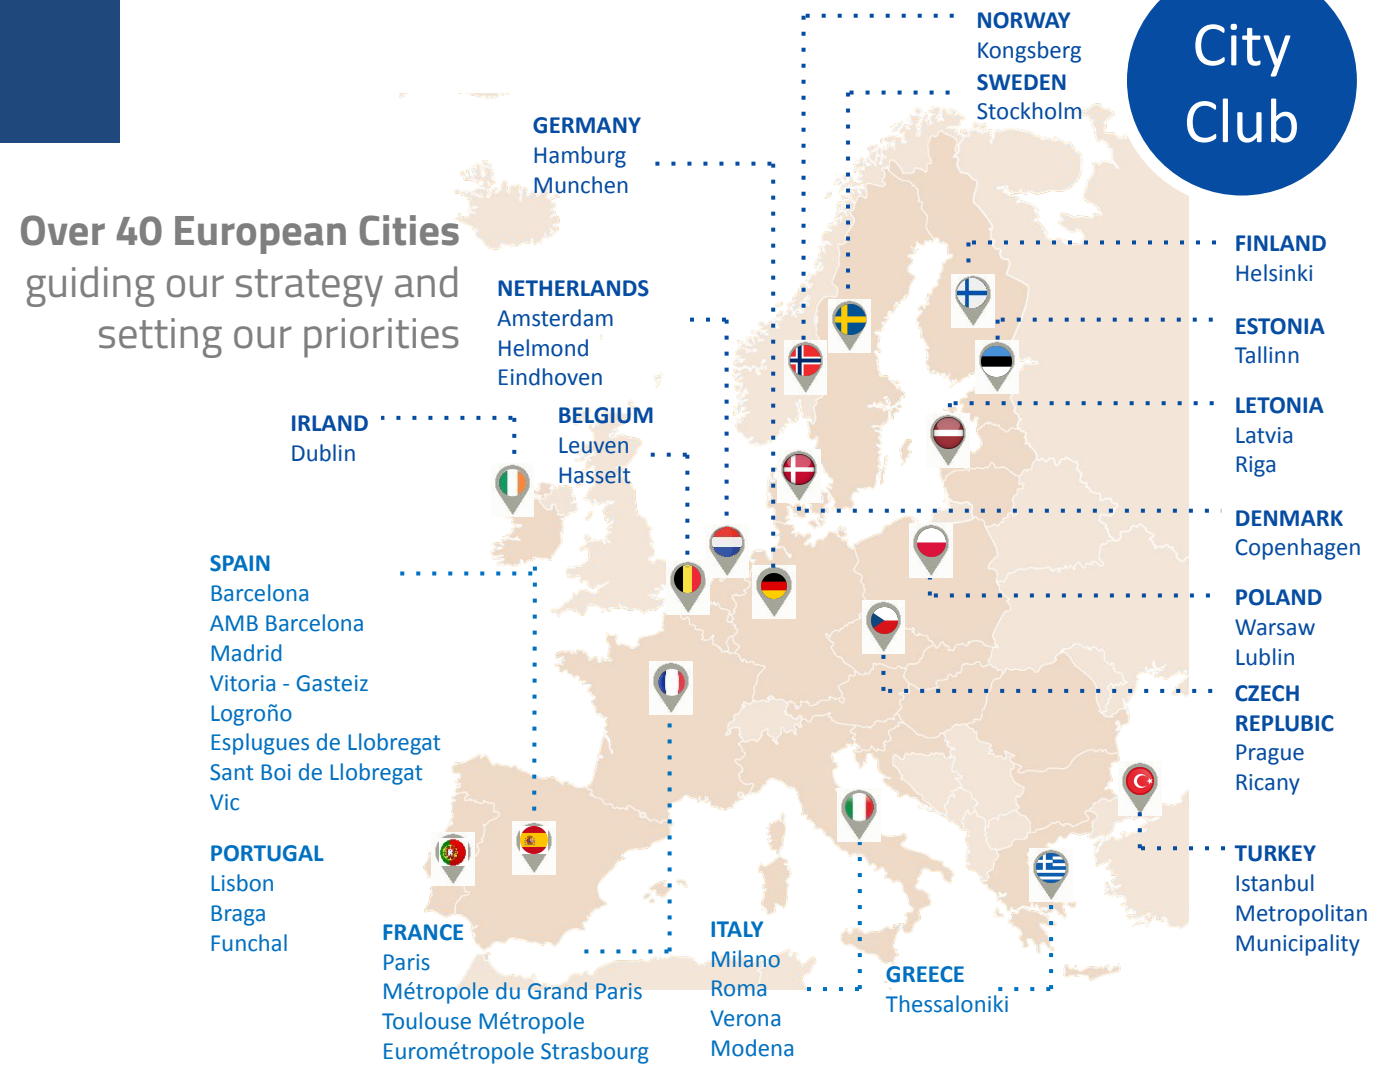 City
Club
Over 40 European Cities
guiding our strategy and
setting our priorities
NORWAY
Kongsberg
SWEDEN
Stockholm
GERMANY
Hamburg
Munchen
NETHERLANDS
Amsterdam
Helmond
Eindhoven
IRLAND
Dublin
BELGIUM
Leuven
Hasselt
SPAIN
Barcelona
AMB Barcelona
Madrid
Vitoria - Gasteiz
Logroño
Esplugues de Llobregat
Sant Boi de Llobregat
Vic
PORTUGAL
Lisbon
Braga
Funchal
FRANCE
Paris
Métropole du Grand Paris
Toulouse Métropole
Eurométropole Strasbourg
ITALY
Milano
Roma
Verona
Modena
GREECE
Thessaloniki
FINLAND
Helsinki
ESTONIA
Tallinn
LETONIA
Latvia
Riga
DENMARK
Copenhagen
POLAND
Warsaw
Lublin
CZECH
REPLUBIC
Prague
Ricany
TURKEY
Istanbul
Metropolitan
Municipality